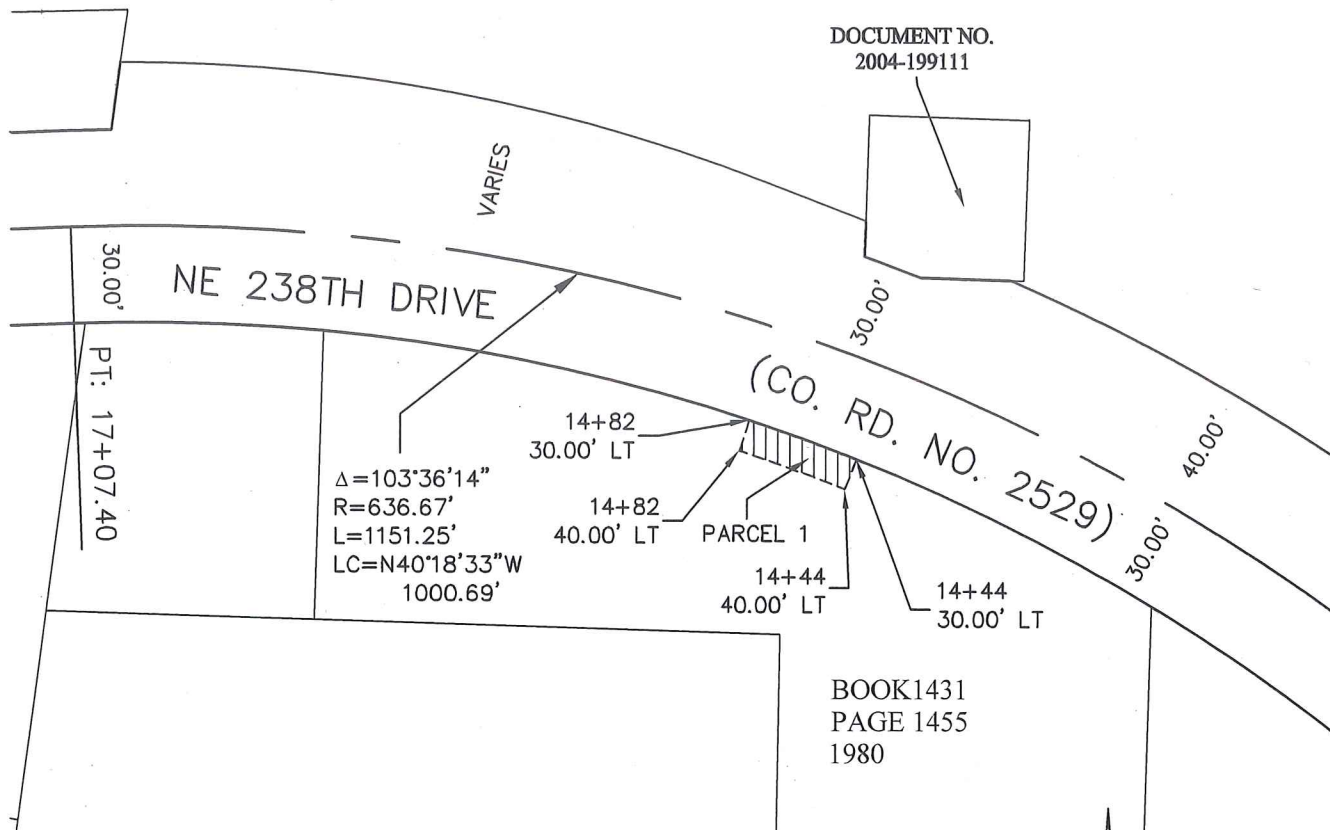 DOCUMENT NO.
2004-199111
VARIES
30.00'
NE 238TH DRIVE
30.00'
(CO. RD. NO. 2529)
40.00'
30.00'
PT: 17+07.40
Δ=103°36'14"
R=636.67'
L=1151.25'
LC=N40°18'33"W
1000.69'
14+82
30.00' LT
14+82
40.00' LT
PARCEL 1
14+44
40.00' LT
14+44
30.00' LT
BOOK1431
PAGE 1455
1980